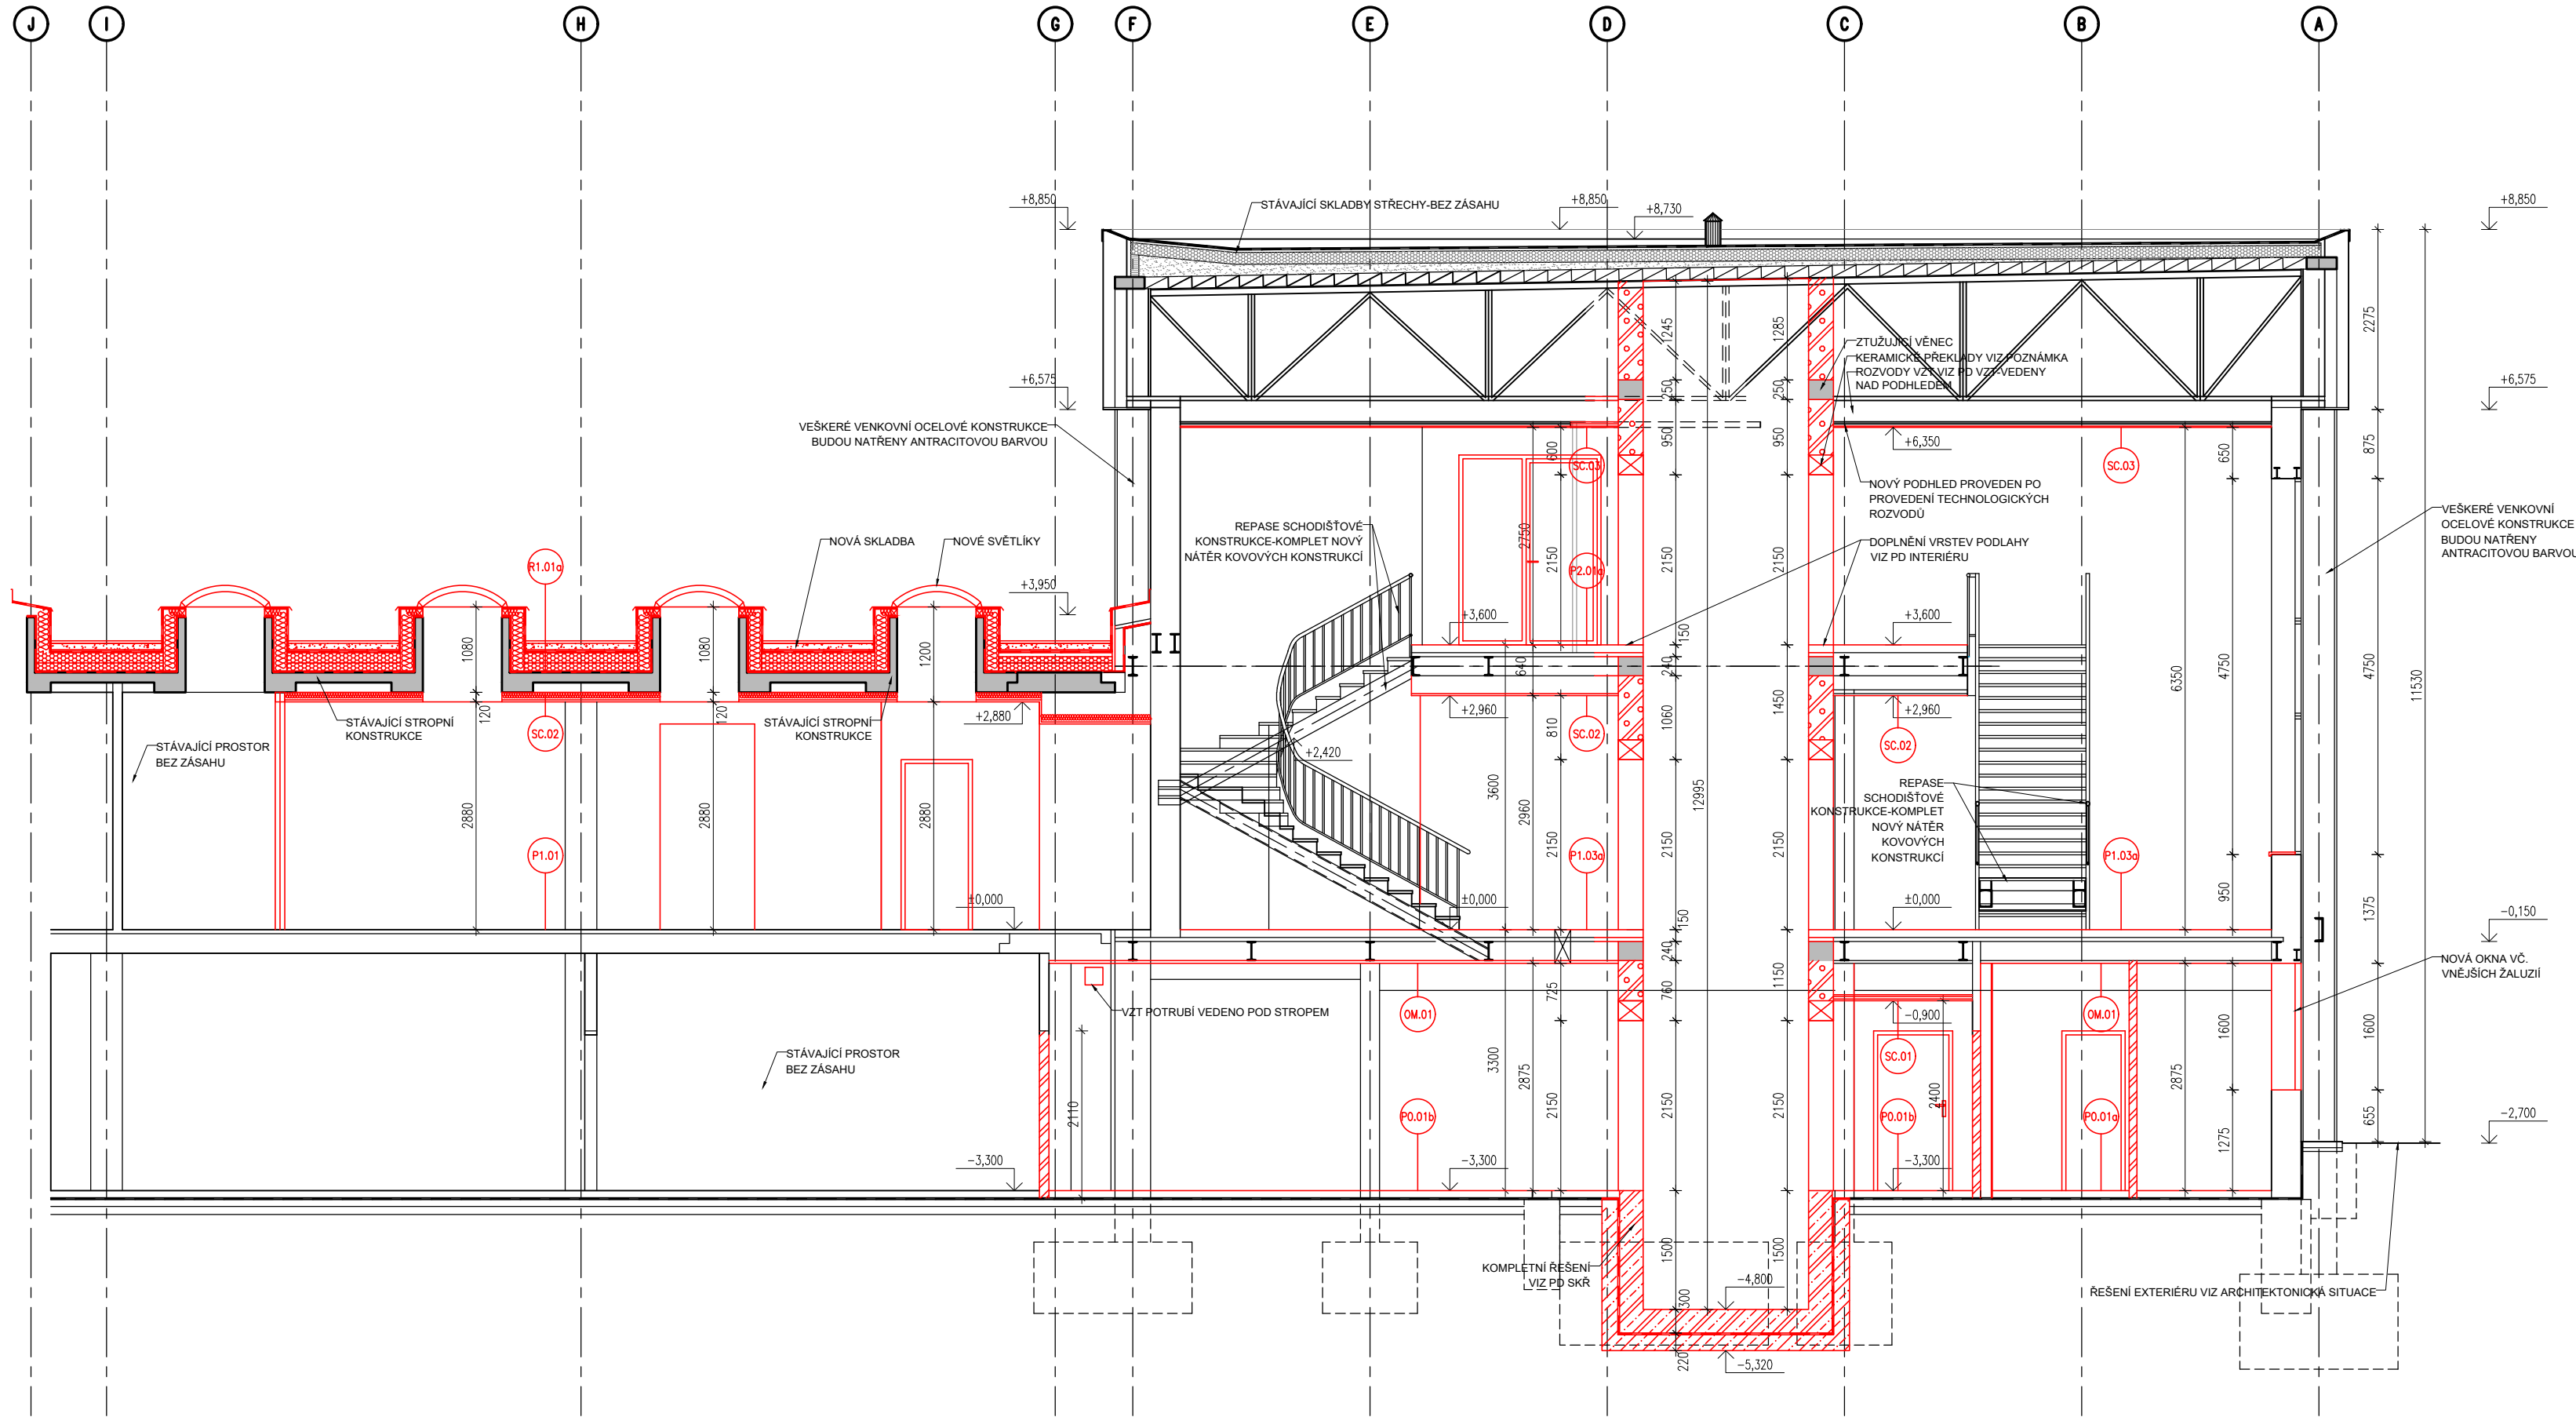 J
I
H
G
F
E
D
C
B
A
+8,850
STÁVAJÍCÍ SKLADBY STŘECHY-BEZ ZÁSAHU
+8,850
+8,730
+8,850
+6,575
+6,575
1245
1285
2275
250
250
ZTUŽUJÍCÍ VĚNEC
KERAMICKÉ PŘEKLADY VIZ POZNÁMKA
ROZVODY VZT VIZ PD VZT-VEDENY
NAD PODHLEDEM
VEŠKERÉ VENKOVNÍ OCELOVÉ KONSTRUKCE
BUDOU NATŘENY ANTRACITOVOU BARVOU
600
950
950
+6,350
650
875
SC.03
SC.03
NOVÝ PODHLED PROVEDEN PO
PROVEDENÍ TECHNOLOGICKÝCH
ROZVODŮ
VEŠKERÉ VENKOVNÍ
OCELOVÉ KONSTRUKCE
BUDOU NATŘENY
ANTRACITOVOU BARVOU
REPASE SCHODIŠŤOVÉ
KONSTRUKCE-KOMPLET NOVÝ
NÁTĚR KOVOVÝCH KONSTRUKCÍ
2750
2150
2150
2150
DOPLNĚNÍ VRSTEV PODLAHY
VIZ PD INTERIÉRU
NOVÁ SKLADBA
NOVÉ SVĚTLÍKY
R1.01a
P2.01a
+3,950
+3,600
+3,600
1080
1080
1200
150
640
240
4750
4750
6350
11530
STÁVAJÍCÍ STROPNÍ
KONSTRUKCE
STÁVAJÍCÍ STROPNÍ
KONSTRUKCE
120
120
+2,880
+2,960
+2,960
SC.02
SC.02
SC.02
810
1060
1450
+2,420
STÁVAJÍCÍ PROSTOR
BEZ ZÁSAHU
2880
2880
2880
3600
2960
2150
2150
12995
2150
REPASE
SCHODIŠŤOVÉ
KONSTRUKCE-KOMPLET
NOVÝ NÁTĚR
KOVOVÝCH
KONSTRUKCÍ
P1.01
P1.03a
P1.03a
±0,000
±0,000
±0,000
950
1375
-0,150
150
240
NOVÁ OKNA VČ.
VNĚJŠÍCH ŽALUZIÍ
VZT POTRUBÍ VEDENO POD STROPEM
OM.01
OM.01
725
760
1150
-0,900
STÁVAJÍCÍ PROSTOR
BEZ ZÁSAHU
SC.01
1600
1600
2110
3300
2875
2150
2150
2150
2400
2875
P0.01b
P0.01b
P0.01a
655
1275
-2,700
-3,300
-3,300
-3,300
KOMPLETNÍ ŘEŠENÍ
VIZ PD SKŘ
1500
1500
-4,800
300
ŘEŠENÍ EXTERIÉRU VIZ ARCHITEKTONICKÁ SITUACE
220
-5,320